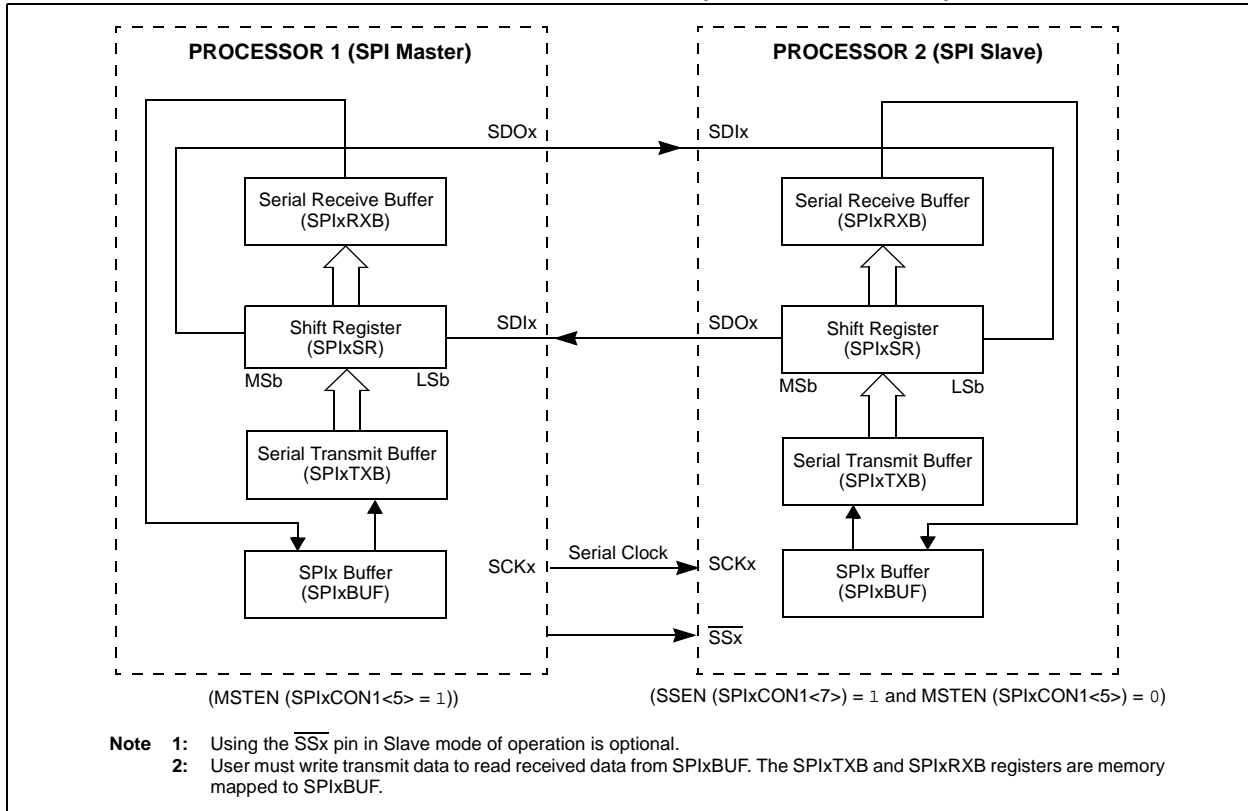 PROCESSOR 1 (SPI Master)
SDOx
Serial Receive Buffer
(SPIxRXB)
SDIx
Shift Register
(SPIxSR)
MSb
LSb
Serial Transmit Buffer
(SPIxTXB)
SPIx Buffer
(SPIxBUF)
SCKx
Serial Clock
(MSTEN (SPIxCON1<5> = 1))
PROCESSOR 2 (SPI Slave)
SDIx
Serial Receive Buffer
(SPIxRXB)
SDOx
Shift Register
(SPIxSR)
MSb
LSb
Serial Transmit Buffer
(SPIxTXB)
SCKx
SPIx Buffer
(SPIxBUF)
SSx
(SSEN (SPIxCON1<7>) = 1 and MSTEN (SPIxCON1<5>) = 0)
Note 1: Using the SSx pin in Slave mode of operation is optional.
2: User must write transmit data to read received data from SPIxBUF. The SPIxTXB and SPIxRXB registers are memory
mapped to SPIxBUF.